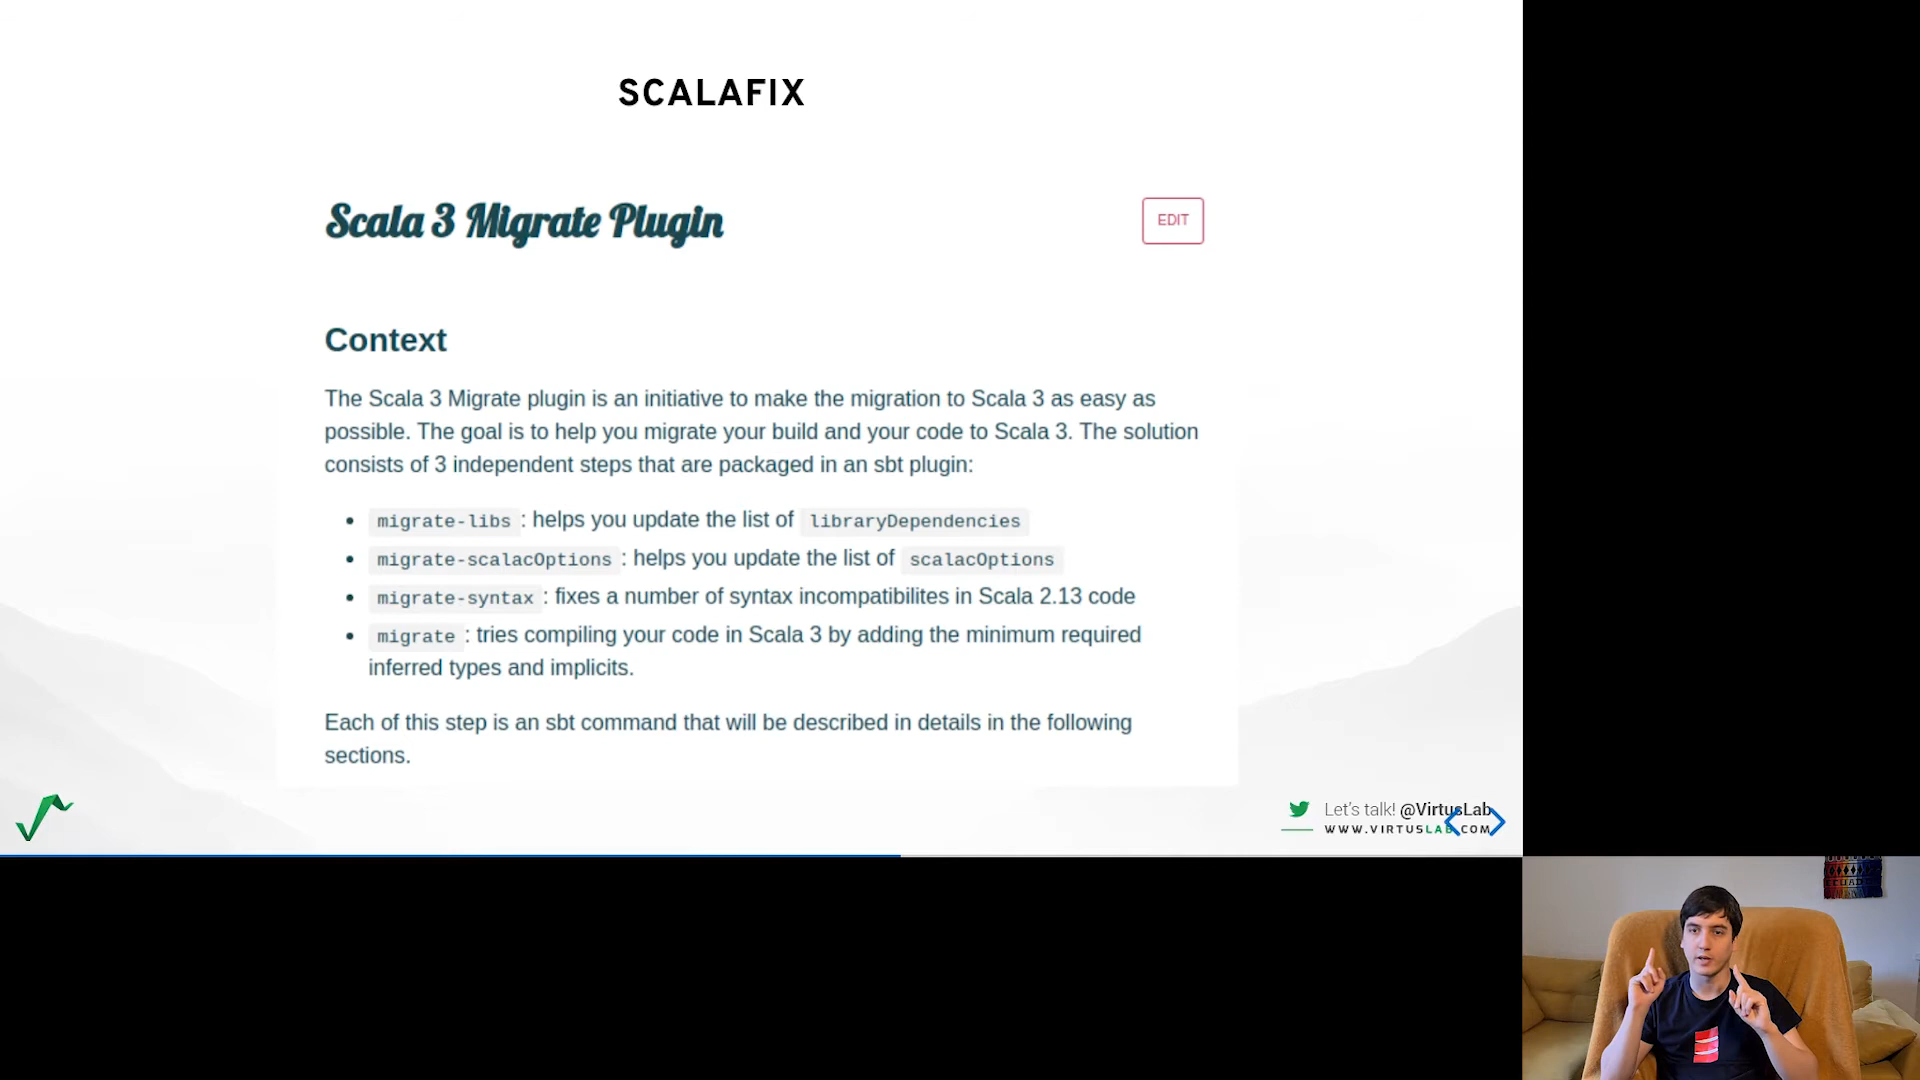 SCALAFIX
Scala 3 Migrate Plugin
EDIT
Context
The Scala 3 Migrate plugin is an initiative to make the migration to Scala 3 as easy as
possible. The goal is to help you migrate your build and your code to Scala 3. The solution
consists of 3 independent steps that are packaged in an sbt plugin:
migrate-libs : helps you update the list of libraryDependencies
migrate-scalacOptions : helps you update the list of scalacOptions
migrate-syntax : fixes a number of syntax incompatibilites in Scala 2.13 code
migrate : tries compiling your code in Scala 3 by adding the minimum required
inferred types and implicits.
Each of this step is an sbt command that will be described in details in the following
sections.
Let's talk! @VirtusLab
WWW.VIRTUSLAB.COM